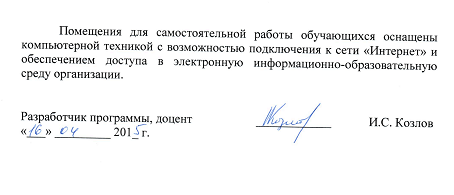 Помещения для самостоятельной работы обучающихся оснащены
компьютерной техникой с возможностью подключения к сети «Интернет» и
обеспечением доступа в электронную информационно-образовательную
среду организации.
Разработчик программы, доцент Козлов И.С. Козлов
«16» 04 2015 г.